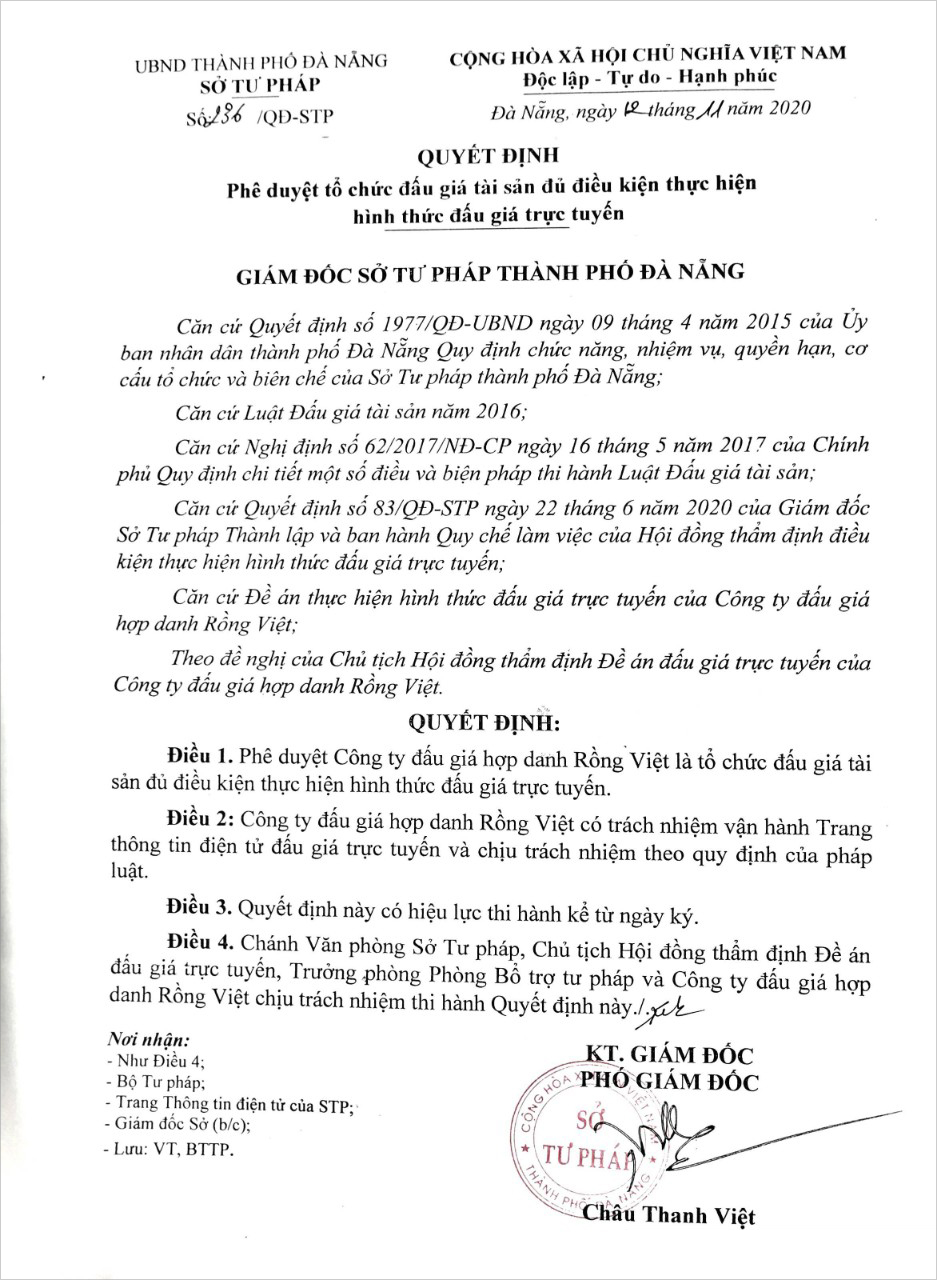 UBND THÀNH PHỐ ĐÀ NẴNG
SỞ TƯ PHÁP
Số 236 /QĐ-STP
CỘNG HÒA XÃ HỘI CHỦ NGHĨA VIỆT NAM
Độc lập - Tự do - Hạnh phúc
Đà Nẵng, ngày 12 tháng 11 năm 2020
QUYẾT ĐỊNH
Phê duyệt tổ chức đấu giá tài sản đủ điều kiện thực hiện
hình thức đấu giá trực tuyến
GIÁM ĐỐC SỞ TƯ PHÁP THÀNH PHỐ ĐÀ NẴNG
Căn cứ Quyết định số 1977/QĐ-UBND ngày 09 tháng 4 năm 2015 của Ủy
ban nhân dân thành phố Đà Nẵng Quy định chức năng, nhiệm vụ, quyền hạn, cơ
cấu tổ chức và biên chế của Sở Tư pháp thành phố Đà Nẵng;
Căn cứ Luật Đấu giá tài sản năm 2016;
Căn cứ Nghị định số 62/2017/NĐ-CP ngày 16 tháng 5 năm 2017 của Chính
phủ Quy định chi tiết một số điều và biện pháp thi hành Luật Đấu giá tài sản;
Căn cứ Quyết định số 83/QĐ-STP ngày 22 tháng 6 năm 2020 của Giám đốc
Sở Tư pháp Thành lập và ban hành Quy chế làm việc của Hội đồng thẩm định điều
kiện thực hiện hình thức đấu giá trực tuyến;
Căn cứ Đề án thực hiện hình thức đấu giá trực tuyến của Công ty đấu giá
hợp danh Rồng Việt;
Theo đề nghị của Chủ tịch Hội đồng thẩm định Đề án đấu giá trực tuyến của
Công ty đấu giá hợp danh Rồng Việt.
QUYẾT ĐỊNH:
Điều 1. Phê duyệt Công ty đấu giá hợp danh Rồng Việt là tổ chức đấu giá tài
sản đủ điều kiện thực hiện hình thức đấu giá trực tuyến.
Điều 2: Công ty đấu giá hợp danh Rồng Việt có trách nhiệm vận hành Trang
thông tin điện tử đấu giá trực tuyến và chịu trách nhiệm theo quy định của pháp
luật.
Điều 3. Quyết định này có hiệu lực thi hành kể từ ngày ký.
Điều 4. Chánh Văn phòng Sở Tư pháp, Chủ tịch Hội đồng thẩm định Đề án
đấu giá trực tuyến, Trưởng phòng Phòng Bổ trợ tư pháp và Công ty đấu giá hợp
danh Rồng Việt chịu trách nhiệm thi hành Quyết định này./.
Nơi nhận:
- Như Điều 4;
- Bộ Tư pháp;
- Trang Thông tin điện tử của STP;
- Giám đốc Sở (b/c);
- Lưu: VT, BTTP.
KT. GIÁM ĐỐC
PHÓ GIÁM ĐỐC
SỞ
TƯ PHÁP
THÀNH PHỐ ĐÀ NẴNG
Châu Thanh Việt